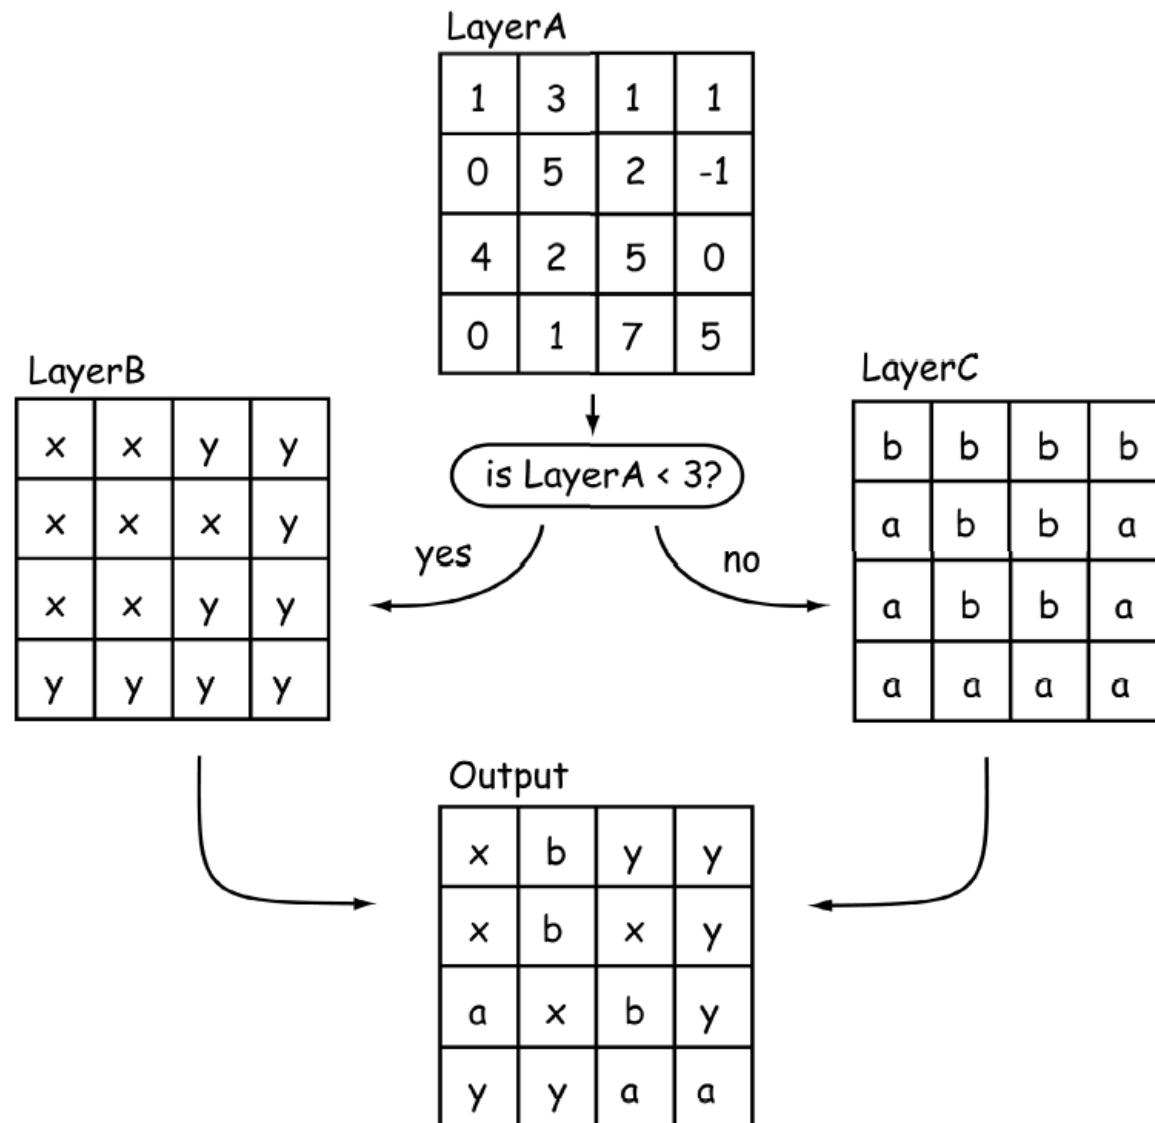 LayerA
1 3 1 1
0 5 2 -1
4 2 5 0
0 1 7 5
LayerB
x x y y
x x x y
x x y y
y y y y
is LayerA < 3?
yes
no
LayerC
b b b b
a b b a
a b b a
a a a a
Output
x b y y
x b x y
a x b y
y y a a